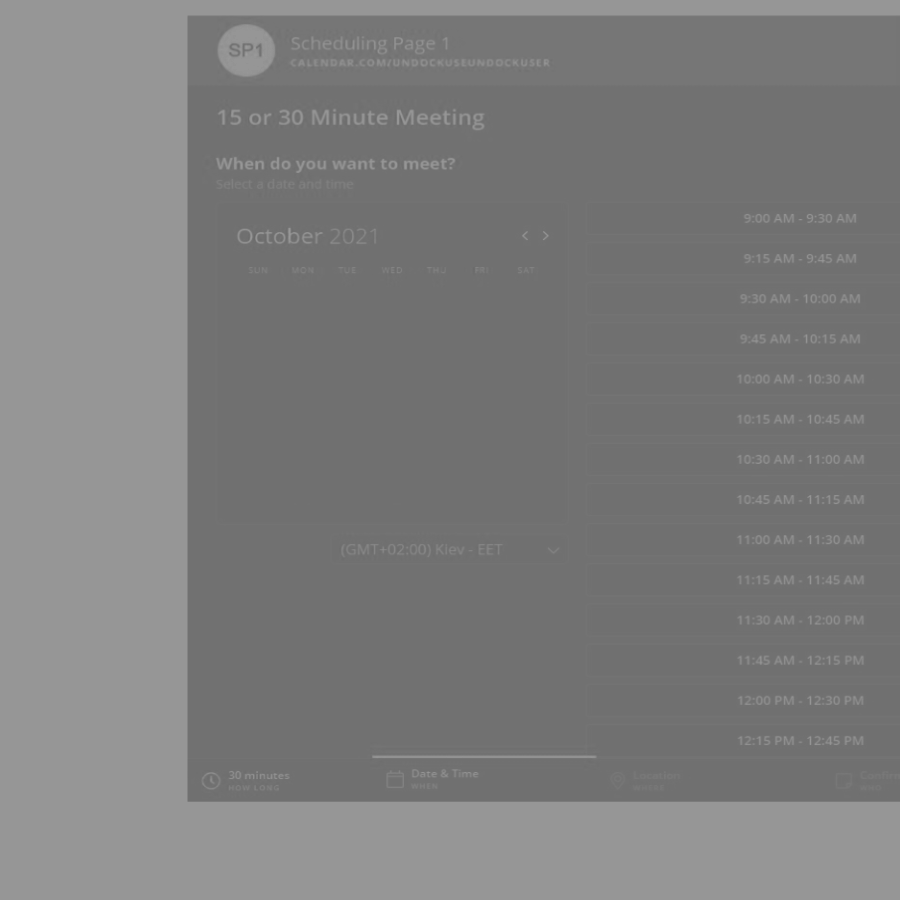 SP1
Scheduling Page 1
CALENDAR.COM/UNDOCKUSEUNDOCKUSER
15 or 30 Minute Meeting
When do you want to meet?
Select a date and time
October 2021
SUN MON TUE WED THU FRI SAT
(GMT+02:00) Kiev - EET
9:00 AM - 9:30 AM
9:15 AM - 9:45 AM
9:30 AM - 10:00 AM
9:45 AM - 10:15 AM
10:00 AM - 10:30 AM
10:15 AM - 10:45 AM
10:30 AM - 11:00 AM
10:45 AM - 11:15 AM
11:00 AM - 11:30 AM
11:15 AM - 11:45 AM
11:30 AM - 12:00 PM
11:45 AM - 12:15 PM
12:00 PM - 12:30 PM
12:15 PM - 12:45 PM
30 minutes
HOW LONG
Date & Time
WHEN
Location
WHERE